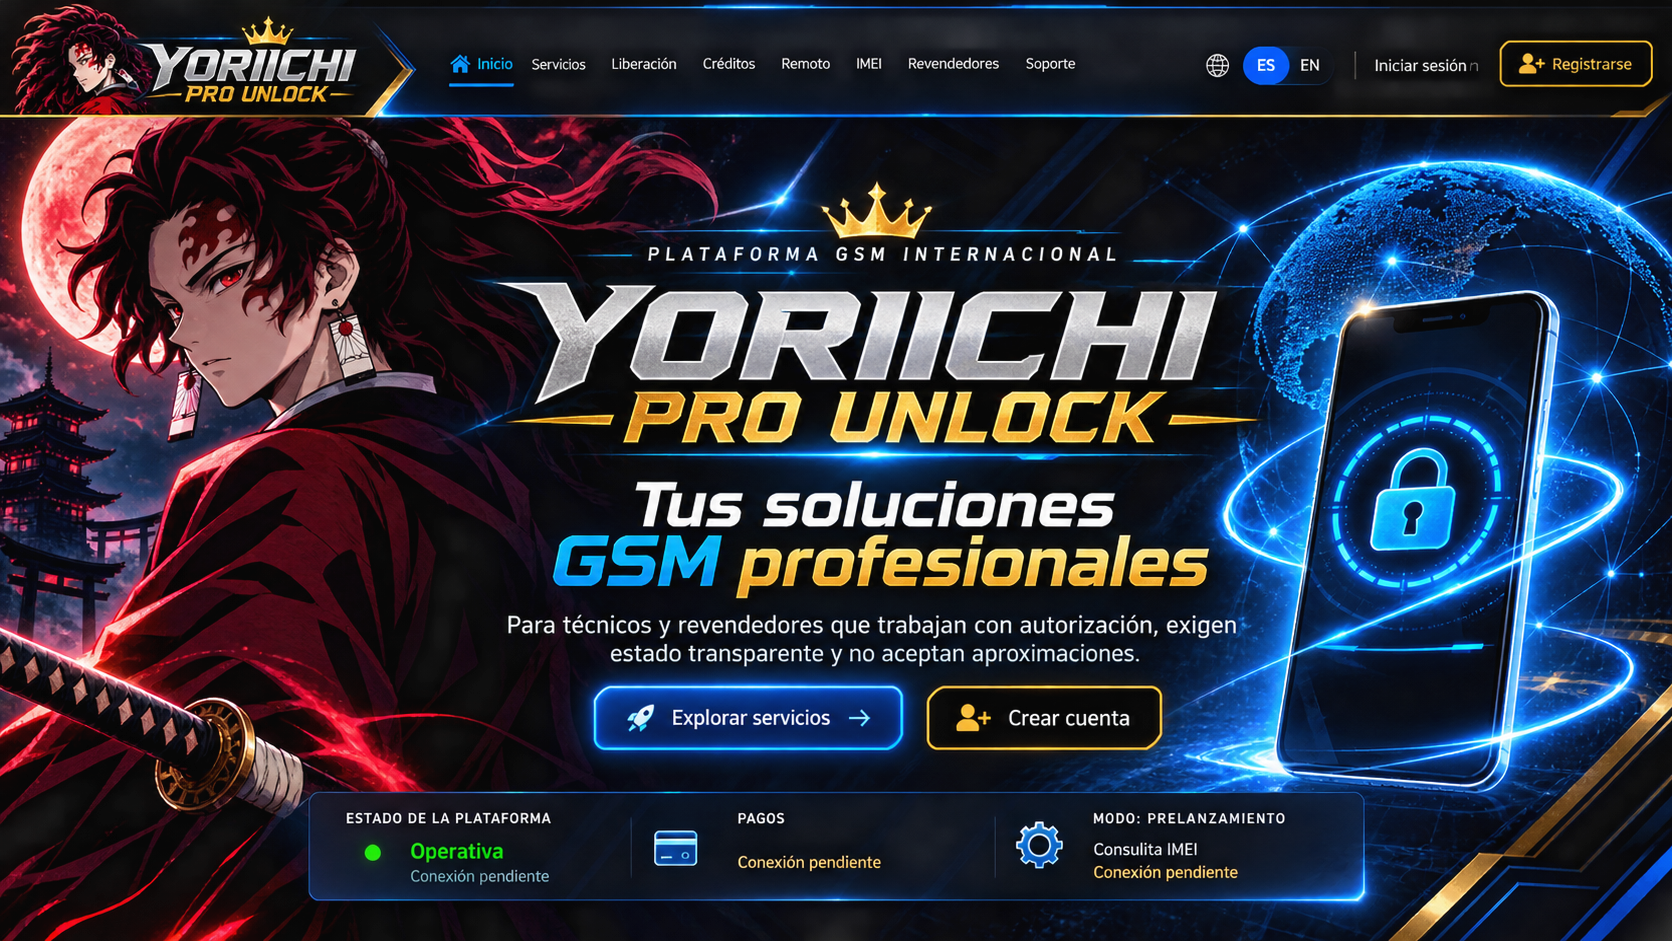 YORIICHI
PRO UNLOCK
Inicio
Servicios
Liberación
Créditos
Remoto
IMEI
Revendedores
Soporte
ES
EN
Iniciar sesión
Registrarse
PLATAFORMA GSM INTERNACIONAL
YORIICHI
PRO UNLOCK
Tus soluciones
GSM profesionales
Para técnicos y revendedores que trabajan con autorización, exigen
estado transparente y no aceptan aproximaciones.
Explorar servicios
Crear cuenta
ESTADO DE LA PLATAFORMA
Operativa
Conexión pendiente
PAGOS
Conexión pendiente
MODO: PRELANZAMIENTO
Consulita IMEI
Conexión pendiente